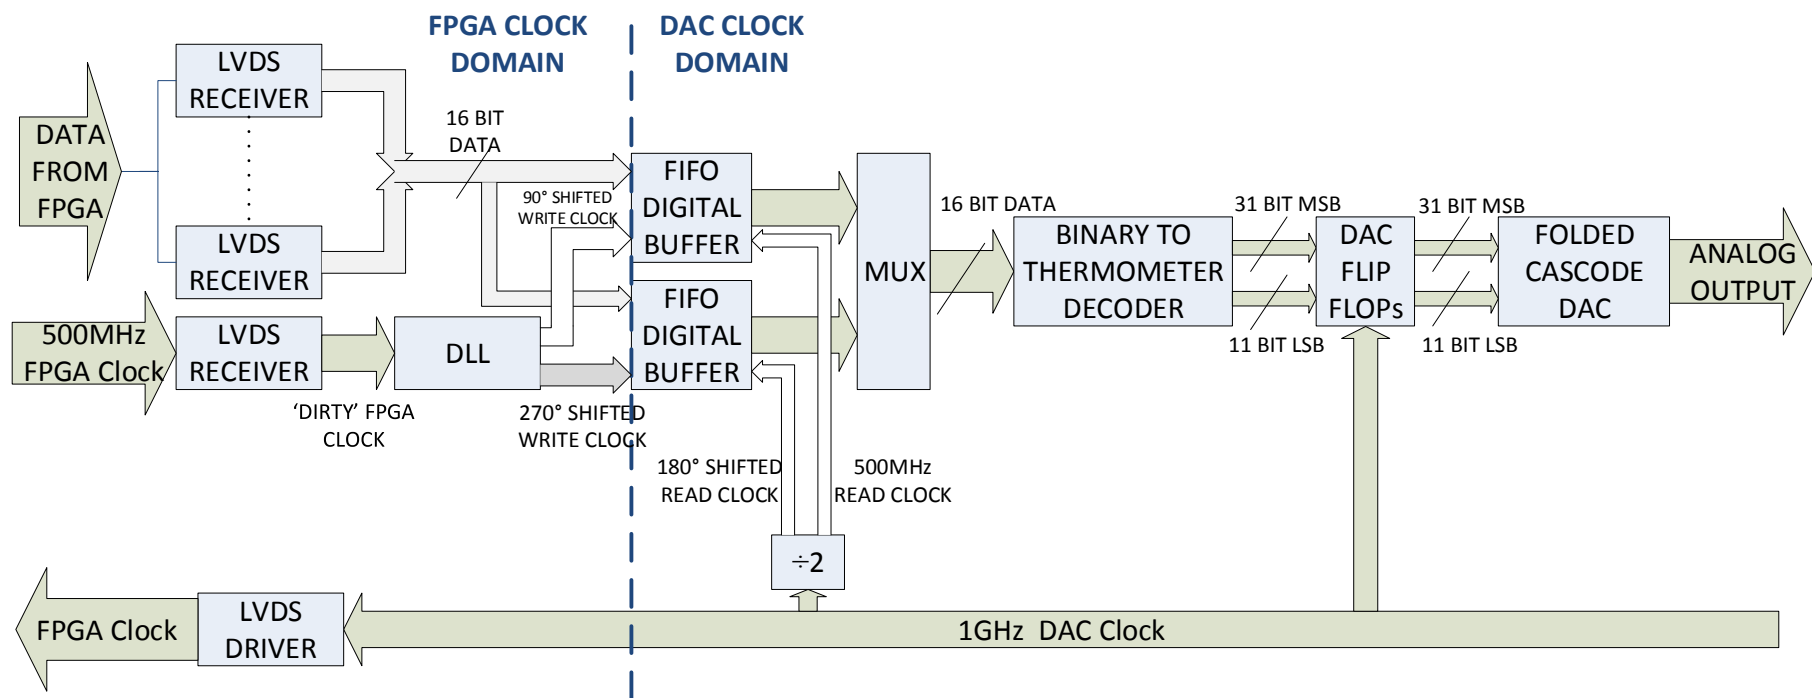 FPGA CLOCK
DOMAIN
DAC CLOCK
DOMAIN
LVDS
RECEIVER
DATA
FROM
FPGA
LVDS
RECEIVER
16 BIT
DATA
90° SHIFTED
WRITE CLOCK
FIFO
DIGITAL
BUFFER
FIFO
DIGITAL
BUFFER
MUX
16 BIT DATA
BINARY TO
THERMOMETER
DECODER
31 BIT MSB
11 BIT LSB
DAC
FLIP
FLOPs
31 BIT MSB
11 BIT LSB
FOLDED
CASCODE
DAC
ANALOG
OUTPUT
500MHz
FPGA Clock
LVDS
RECEIVER
'DIRTY' FPGA
CLOCK
DLL
270° SHIFTED
WRITE CLOCK
180° SHIFTED
READ CLOCK
500MHz
READ CLOCK
÷2
FPGA Clock
LVDS
DRIVER
1GHz DAC Clock